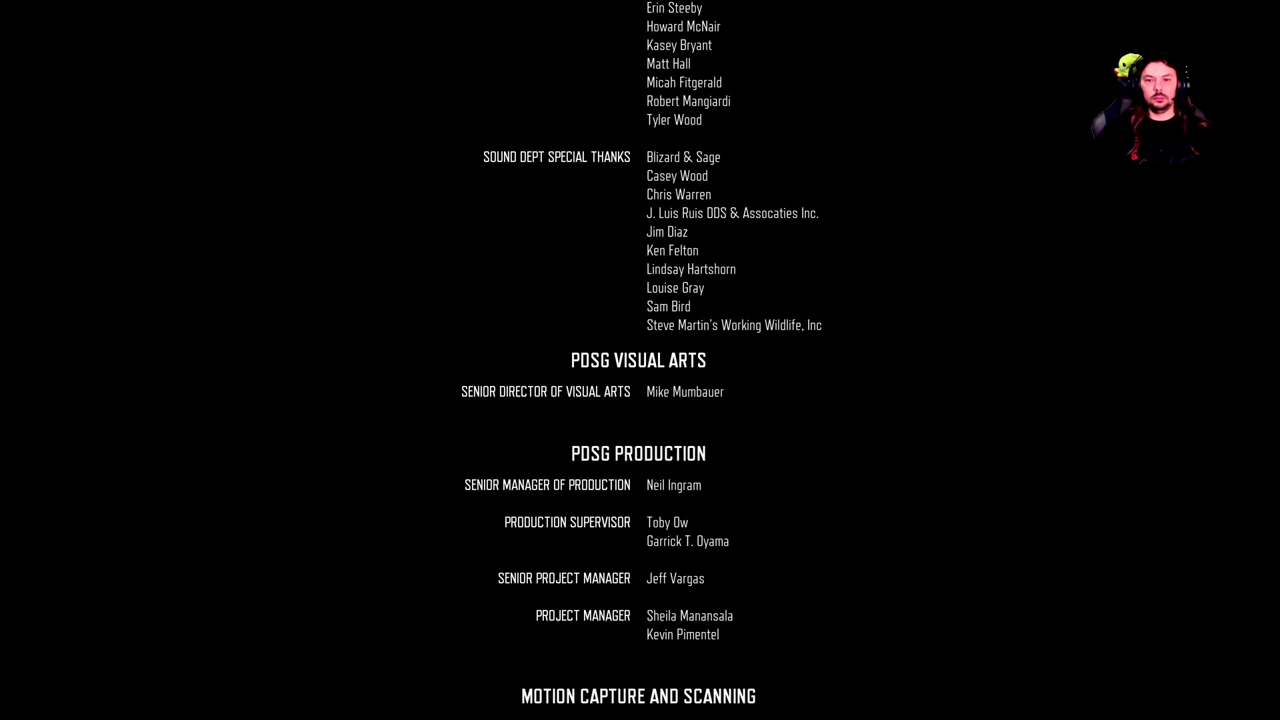 Erin Steeby
Howard McNair
Kasey Bryant
Matt Hall
Micah Fitgerald
Robert Mangiardi
Tyler Wood
SOUND DEPT SPECIAL THANKS Blizard & Sage
Casey Wood
Chris Warren
J. Luis Ruis DDS & Assocaties Inc.
Jim Diaz
Ken Felton
Lindsay Hartshorn
Louise Gray
Sam Bird
Steve Martin's Working Wildlife, Inc
PDSG VISUAL ARTS
SENIOR DIRECTOR OF VISUAL ARTS Mike Mumbauer
PDSG PRODUCTION
SENIOR MANAGER OF PRODUCTION Neil Ingram
PRODUCTION SUPERVISOR Toby Ow
Garrick T. Oyama
SENIOR PROJECT MANAGER Jeff Vargas
PROJECT MANAGER Sheila Manansala
Kevin Pimentel
MOTION CAPTURE AND SCANNING